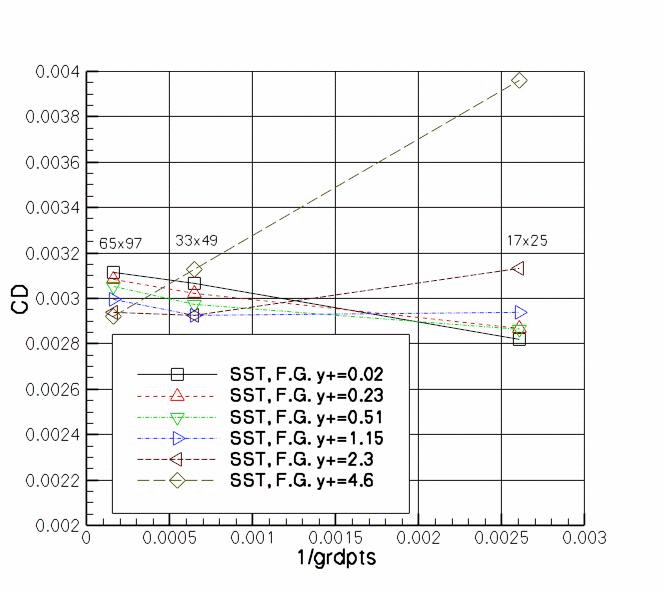 0.004
0.0038
0.0036
0.0034
0.0032
0.003
0.0028
0.0026
0.0024
0.0022
0.002
CD
65x97
33x49
17x25
SST, F.G. y+=0.02
SST, F.G. y+=0.23
SST, F.G. y+=0.51
SST, F.G. y+=1.15
SST, F.G. y+=2.3
SST, F.G. y+=4.6
0 0.0005 0.001 0.0015 0.002 0.0025 0.003
1/grdpts